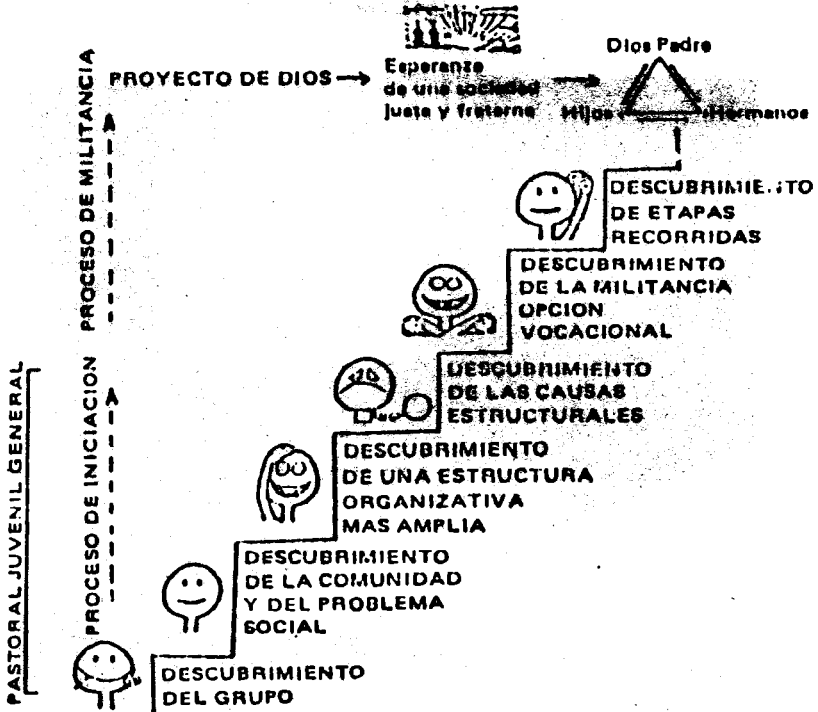 PROYECTO DE DIOS
Esperanza
de una sociedad
justa y fraterna
Dios Padre
Hijos
Hermanos
PROCESO DE MILITANCIA
DESCUBRIMIENTO
DE ETAPAS
RECORRIDAS
DESCUBRIMIENTO
DE LA MILITANCIA
OPCION
VOCACIONAL
DESCUBRIMIENTO
DE LAS CAUSAS
ESTRUCTURALES
DESCUBRIMIENTO
DE UNA ESTRUCTURA
ORGANIZATIVA
MAS AMPLIA
DESCUBRIMIENTO
DE LA COMUNIDAD
Y DEL PROBLEMA
SOCIAL
DESCUBRIMIENTO
DEL GRUPO
PROCESO DE INICIACION
PASTORAL JUVENIL GENERAL